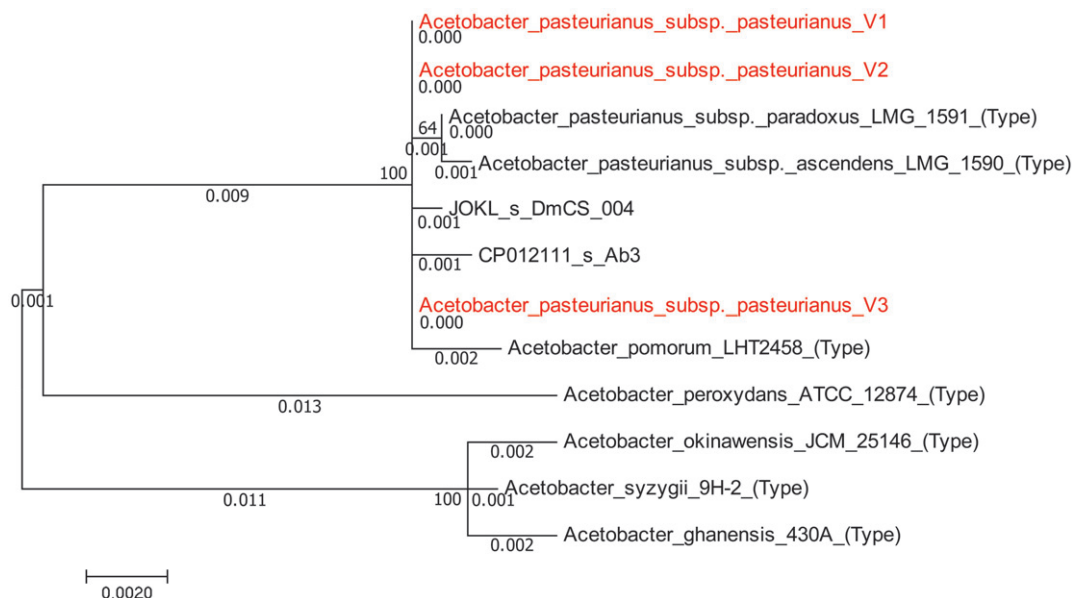 Acetobacter_pasteurianus_subsp._pasteurianus_V1
0.000
Acetobacter_pasteurianus_subsp._pasteurianus_V2
0.000
Acetobacter_pasteurianus_subsp._paradoxus_LMG_1591_(Type)
64
0.000
0.001
Acetobacter_pasteurianus_subsp._ascendens_LMG_1590_(Type)
0.001
100
0.009
JOKL_s_DmCS_004
0.001
CP012111_s_Ab3
0.001
0.001
Acetobacter_pasteurianus_subsp._pasteurianus_V3
0.000
Acetobacter_pomorum_LHT2458_(Type)
0.002
Acetobacter_peroxydans_ATCC_12874_(Type)
0.013
Acetobacter_okinawensis_JCM_25146_(Type)
0.002
Acetobacter_syzygii_9H-2_(Type)
0.011
100
0.001
Acetobacter_ghanensis_430A_(Type)
0.002
0.0020